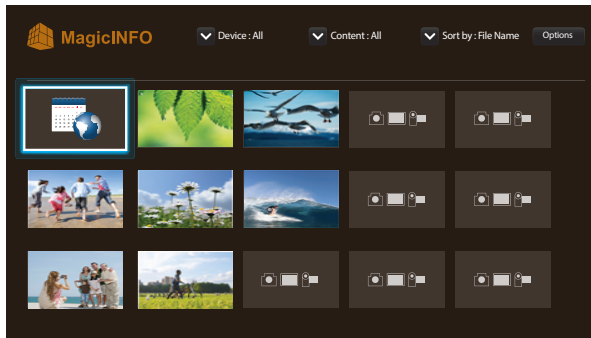 MagicINFO
Device : All
Content : All
Sort by : File Name
Options